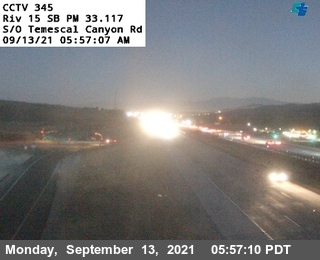 CCTV 345
Riv 15 SB PM 33.117
S/O Temescal Canyon Rd
09/13/21 05:57:07 AM
Monday, September 13, 2021 05:57:10 PDT